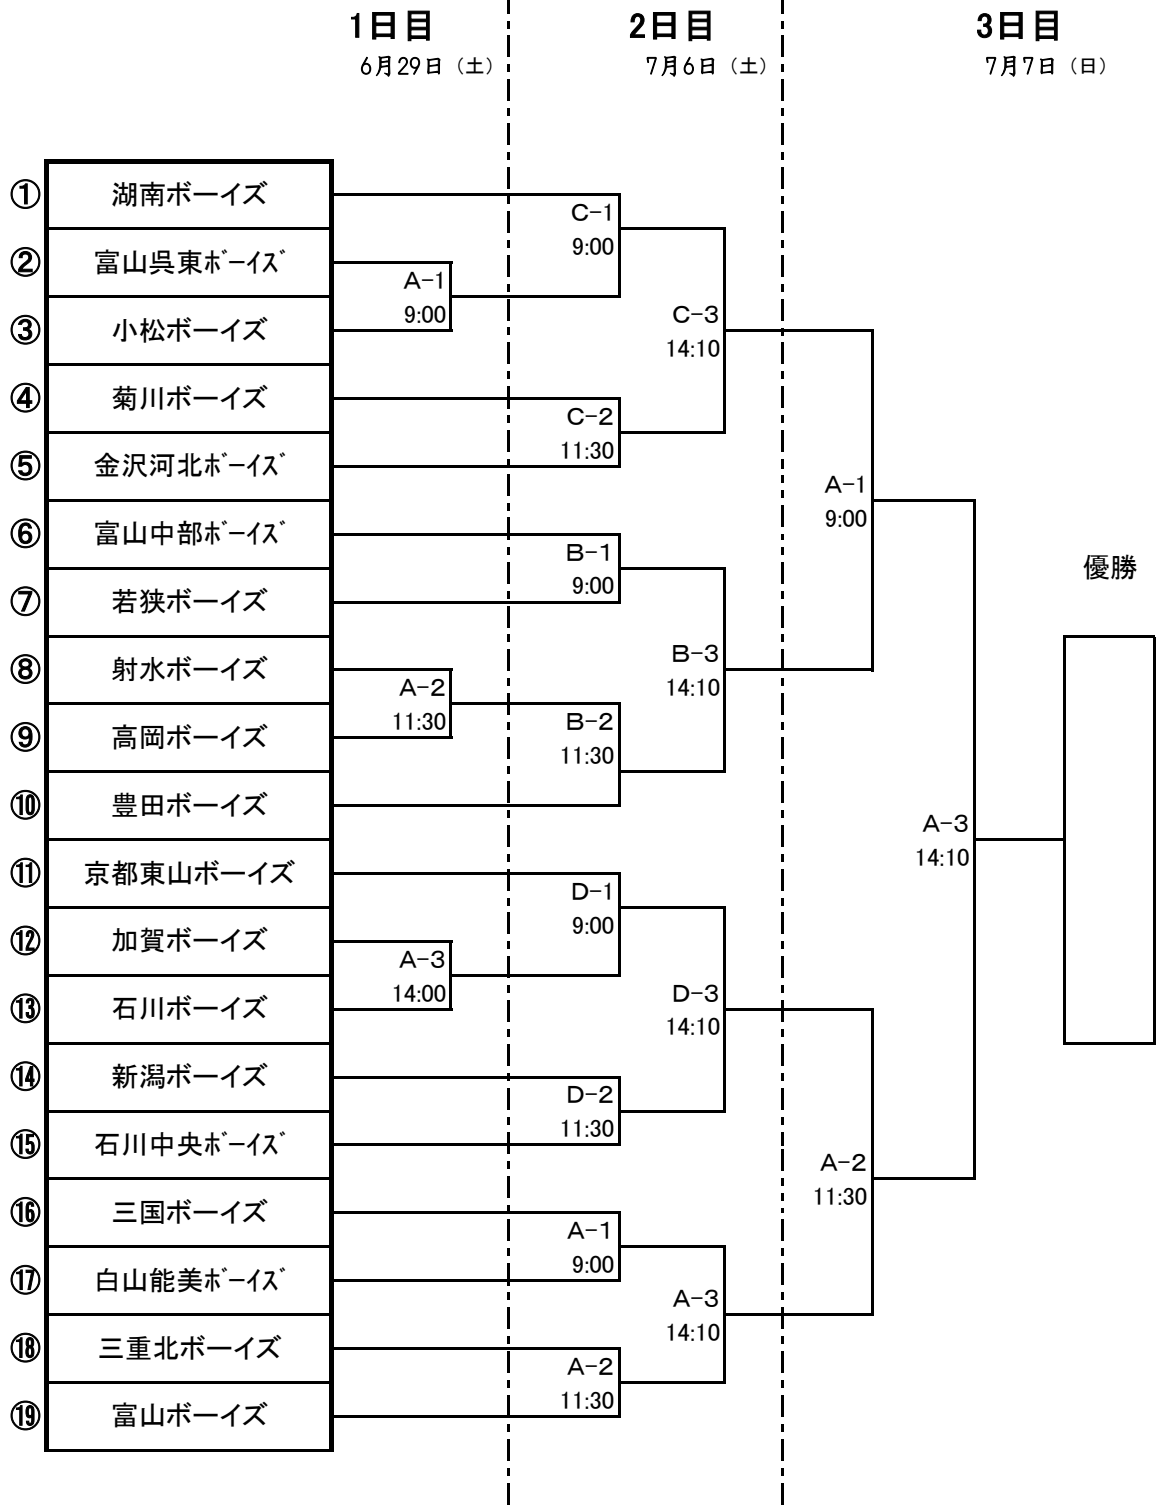 1日目 2日目 3日目
6月29日（土） 7月6日（土） 7月7日（日）
① 湖南ボーイズ
C-1
② 富山呉東ﾎﾞｰｲｽﾞ
9:00
A-1
9:00
③ 小松ボーイズ
C-3
14:10
④ 菊川ボーイズ
C-2
11:30
⑤ 金沢河北ﾎﾞｰｲｽﾞ
A-1
9:00
⑥ 富山中部ﾎﾞｰｲｽﾞ
B-1
9:00
優勝
⑦ 若狭ボーイズ
B-3
14:10
⑧ 射水ボーイズ
A-2
11:30
B-2
11:30
⑨ 高岡ボーイズ
⑩ 豊田ボーイズ
A-3
14:10
⑪ 京都東山ボーイズ
D-1
9:00
⑫ 加賀ボーイズ
A-3
14:00
D-3
14:10
⑬ 石川ボーイズ
⑭ 新潟ボーイズ
D-2
11:30
⑮ 石川中央ﾎﾞｰｲｽﾞ
A-2
11:30
⑯ 三国ボーイズ
A-1
9:00
⑰ 白山能美ﾎﾞｰｲｽﾞ
A-3
14:10
⑱ 三重北ボーイズ
A-2
11:30
⑲ 富山ボーイズ